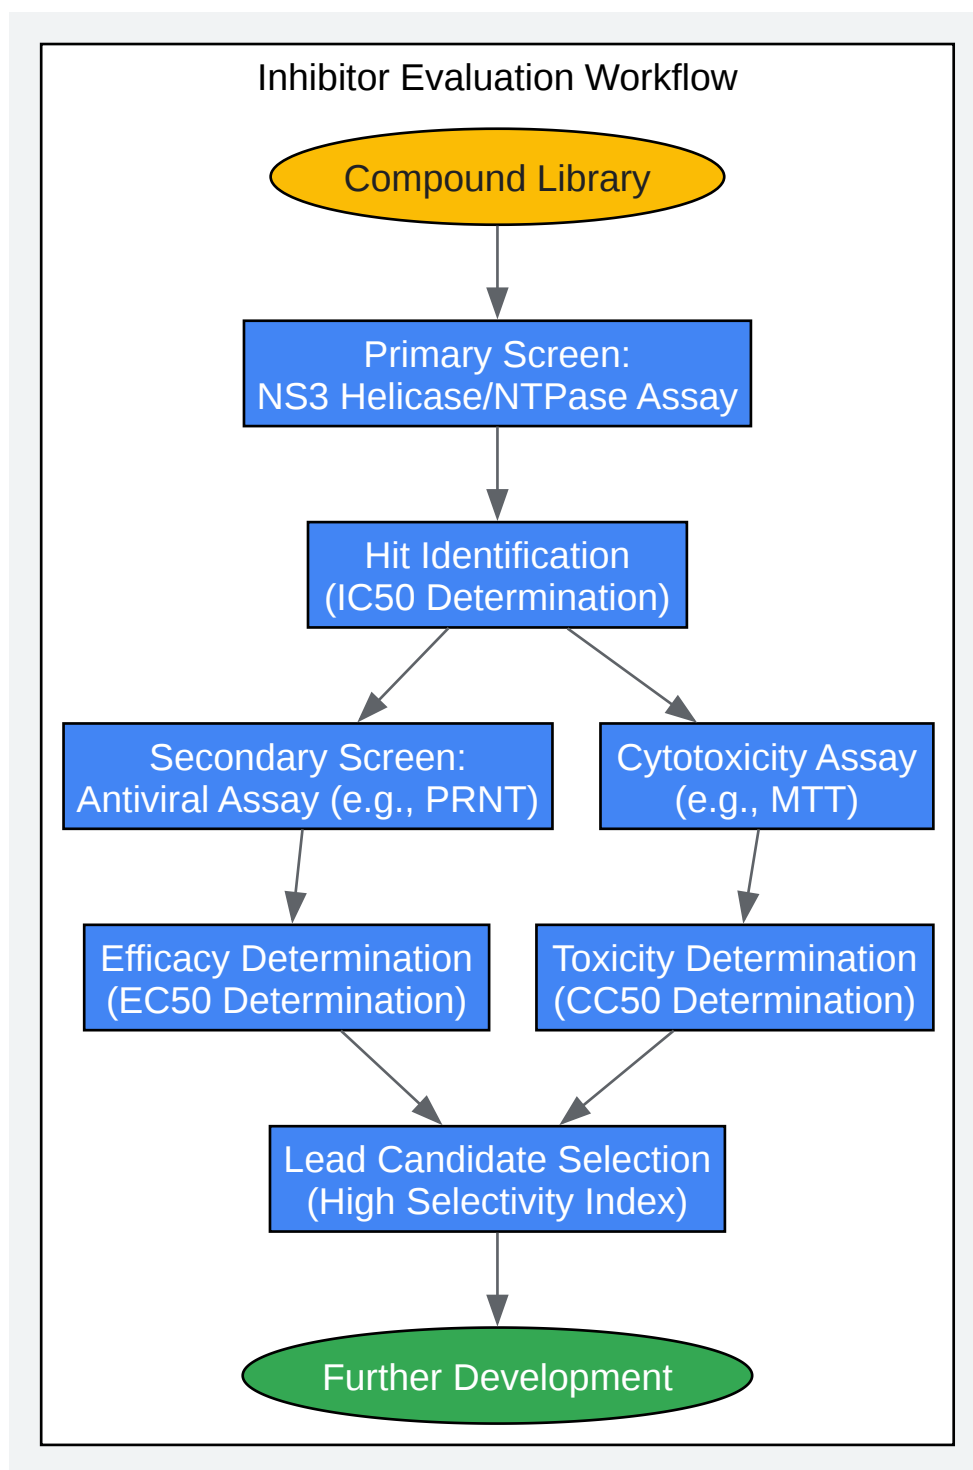 Inhibitor Evaluation Workflow
Compound Library
Primary Screen:
NS3 Helicase/NTPase Assay
Hit Identification
(IC50 Determination)
Secondary Screen:
Antiviral Assay (e.g., PRNT)
Cytotoxicity Assay
(e.g., MTT)
Efficacy Determination
(EC50 Determination)
Toxicity Determination
(CC50 Determination)
Lead Candidate Selection
(High Selectivity Index)
Further Development